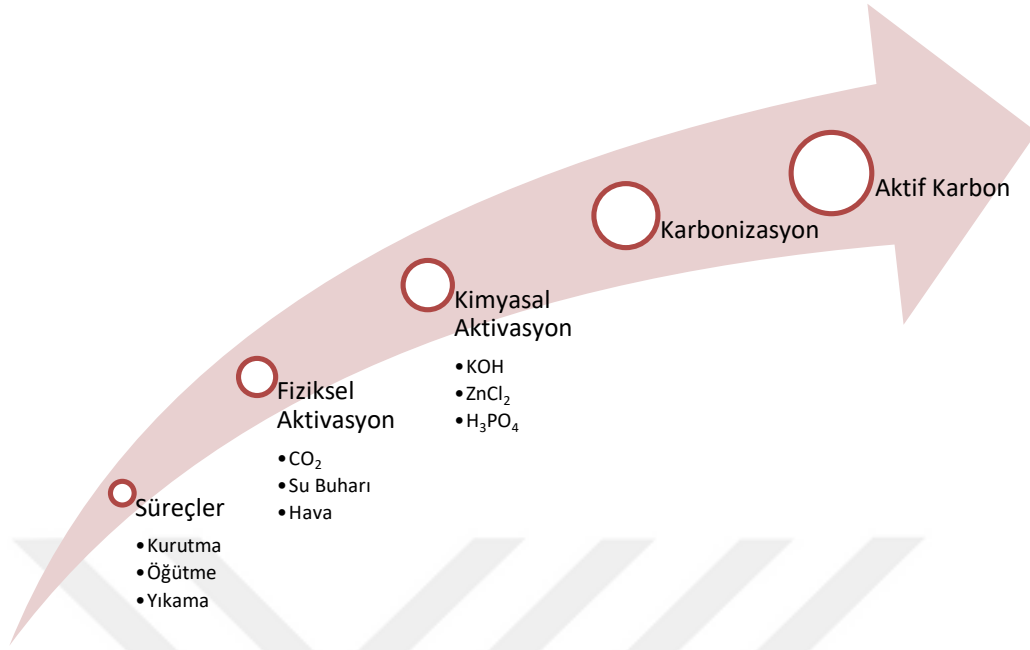 Süreçler
•Kurutma
•Öğütme
•Yıkama
Fiziksel
Aktivasyon
•CO₂
•Su Buharı
•Hava
Kimyasal
Aktivasyon
•KOH
•ZnCl₂
•H₃PO₄
Karbonizasyon
Aktif Karbon